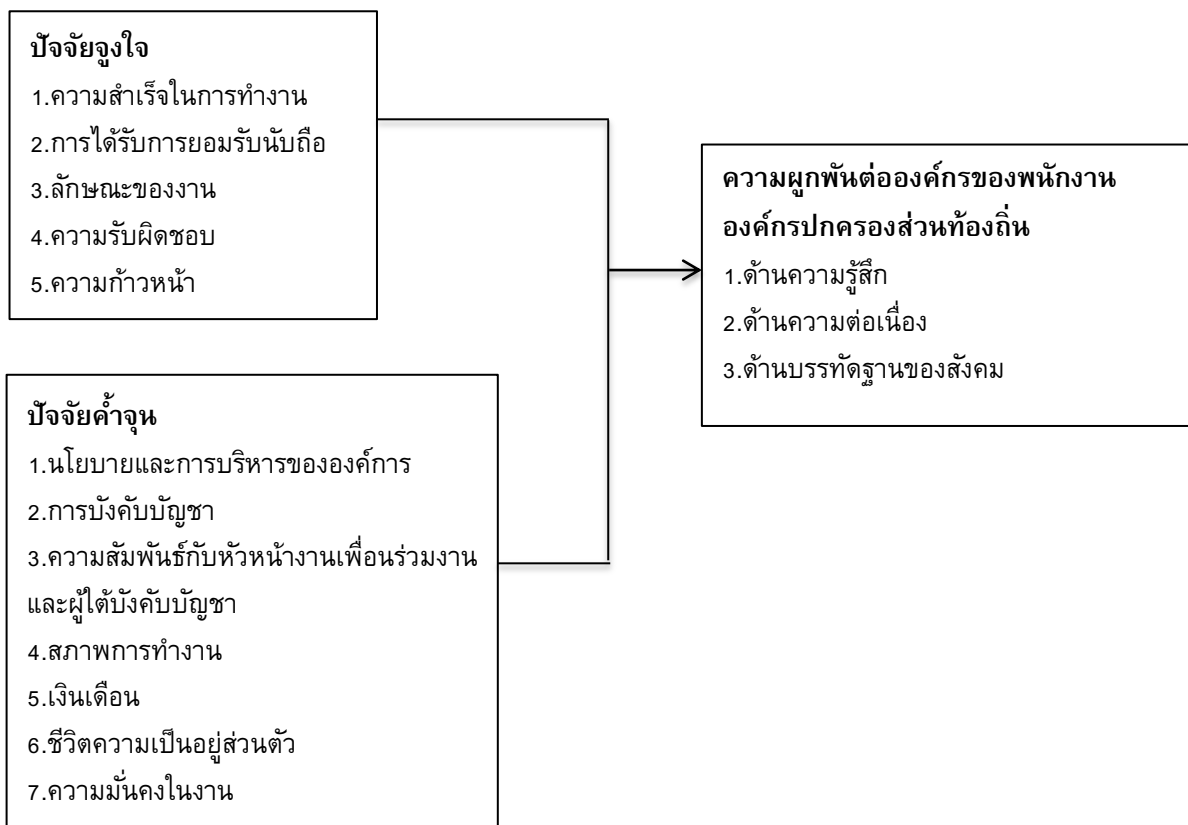 ปัจจัยจูงใจ
1.ความสำเร็จในการทำงาน
2.การได้รับการยอมรับนับถือ
3.ลักษณะของงาน
4.ความรับผิดชอบ
5.ความก้าวหน้า
ปัจจัยค้ำจุน
1.นโยบายและการบริหารขององค์การ
2.การบังคับบัญชา
3.ความสัมพันธ์กับหัวหน้างานเพื่อนร่วมงาน
และผู้ใต้บังคับบัญชา
4.สภาพการทำงาน
5.เงินเดือน
6.ชีวิตความเป็นอยู่ส่วนตัว
7.ความมั่นคงในงาน
ความผูกพันต่อองค์กรของพนักงาน
องค์กรปกครองส่วนท้องถิ่น
1.ด้านความรู้สึก
2.ด้านความต่อเนื่อง
3.ด้านบรรทัดฐานของสังคม